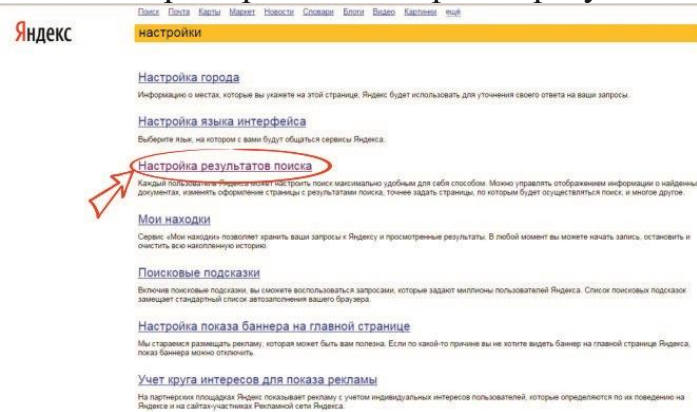 Поиск Почта Карты Маркет Новости Словари Блоги Видео Картинки ещё
Яндекс
настройки
Настройка города
Информацию о местах, которые вы укажете на этой странице, Яндекс будет использовать для уточнения своего ответа на ваши запросы.
Настройка языка интерфейса
Выберите язык, на котором с вами будут общаться сервисы Яндекса.
Настройка результатов поиска
Каждый пользователь Яндекса может настроить поиск максимально удобным для себя способом. Можно управлять отображением информации о найденны
документах, изменять оформление страницы с результатами поиска, точнее задать страницы, по которым будет осуществляться поиск, и многое другое.
Мои находки
Сервис «Мои находки» позволяет хранить ваши запросы к Яндексу и просмотренные результаты. В любой момент вы можете начать запись, остановить и
очистить всю накопленную историю.
Поисковые подсказки
Включив поисковые подсказки, вы сможете воспользоваться запросами, которые задают миллионы пользователей Яндекса. Список поисковых подсказок
замещает стандартный список автозаполнения вашего браузера.
Настройка показа баннера на главной странице
Мы стараемся размещать рекламу, которая может быть вам полезна. Если по какой-то причине вы не хотите видеть баннер на главной странице Яндекса,
показ баннера можно отключить.
Учет круга интересов для показа рекламы
На партнерских площадках Яндекс показывает рекламу с учетом индивидуальных интересов пользователей, которые определяются по их поведению на
Яндексе и на сайтах-участниках Рекламной сети Яндекса.